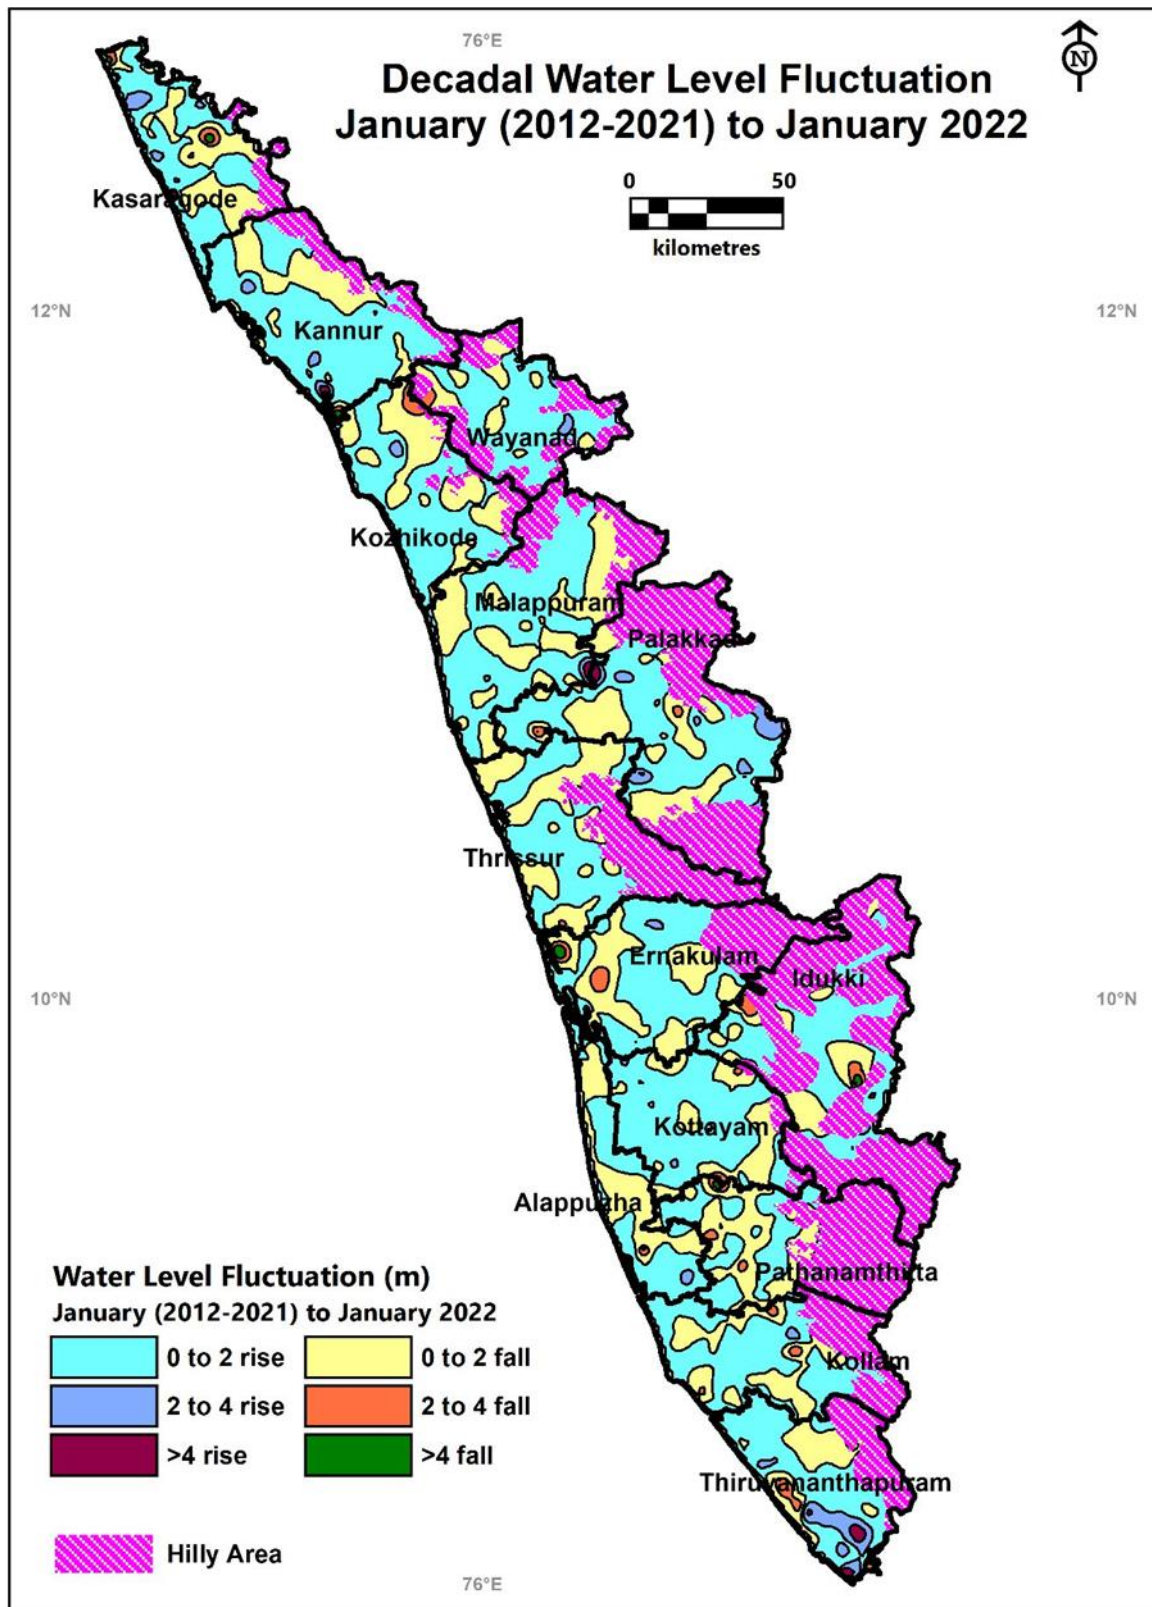 76°E
N
Decadal Water Level Fluctuation
January (2012-2021) to January 2022
0 50
kilometres
Kasaragode
12°N 12°N
Kannur
Wayanad
Kozhikode
Malappuram
Palakkad
Thrissur
Ernakulam
Idukki
10°N 10°N
Kottayam
Alappuzha
Pathanamthitta
Kollam
Thiruvananthapuram
Water Level Fluctuation (m)
January (2012-2021) to January 2022
0 to 2 rise 0 to 2 fall
2 to 4 rise 2 to 4 fall
>4 rise >4 fall
Hilly Area
76°E